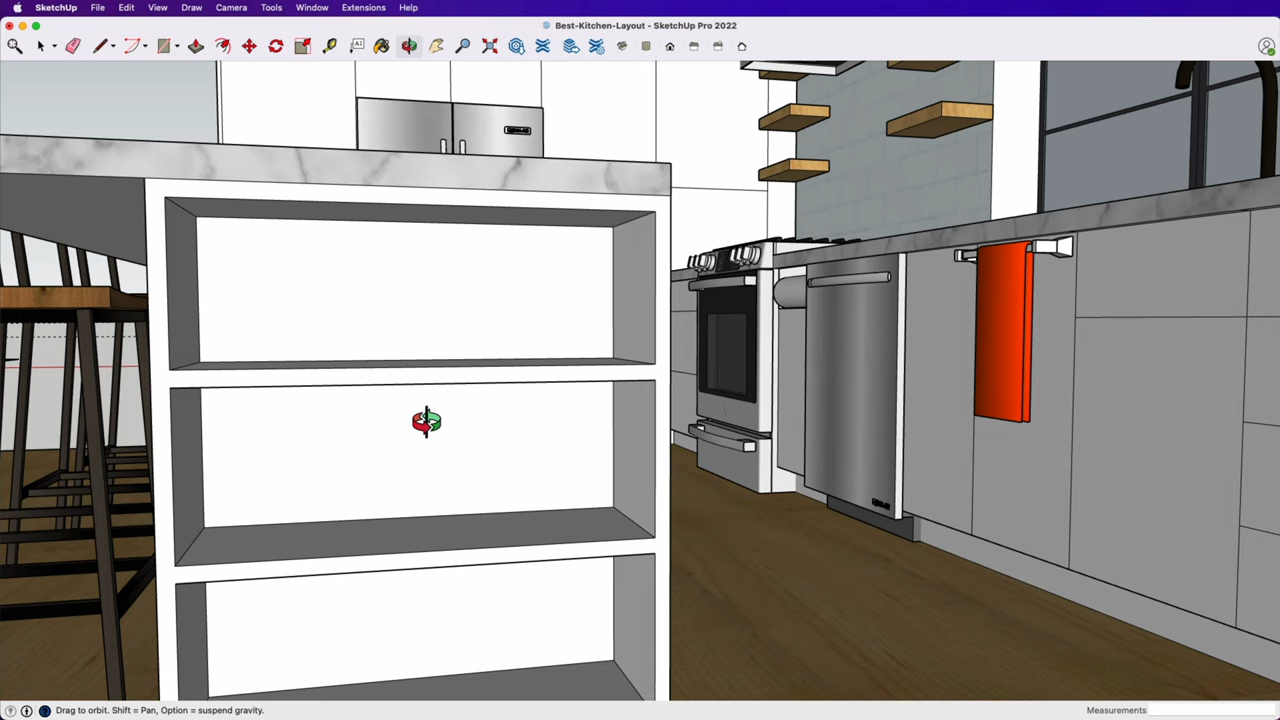 SketchUp File Edit View Draw Camera Tools Window Extensions Help
Best-Kitchen-Layout - SketchUp Pro 2022
A1
Drag to orbit. Shift = Pan, Option = suspend gravity.
Measurements